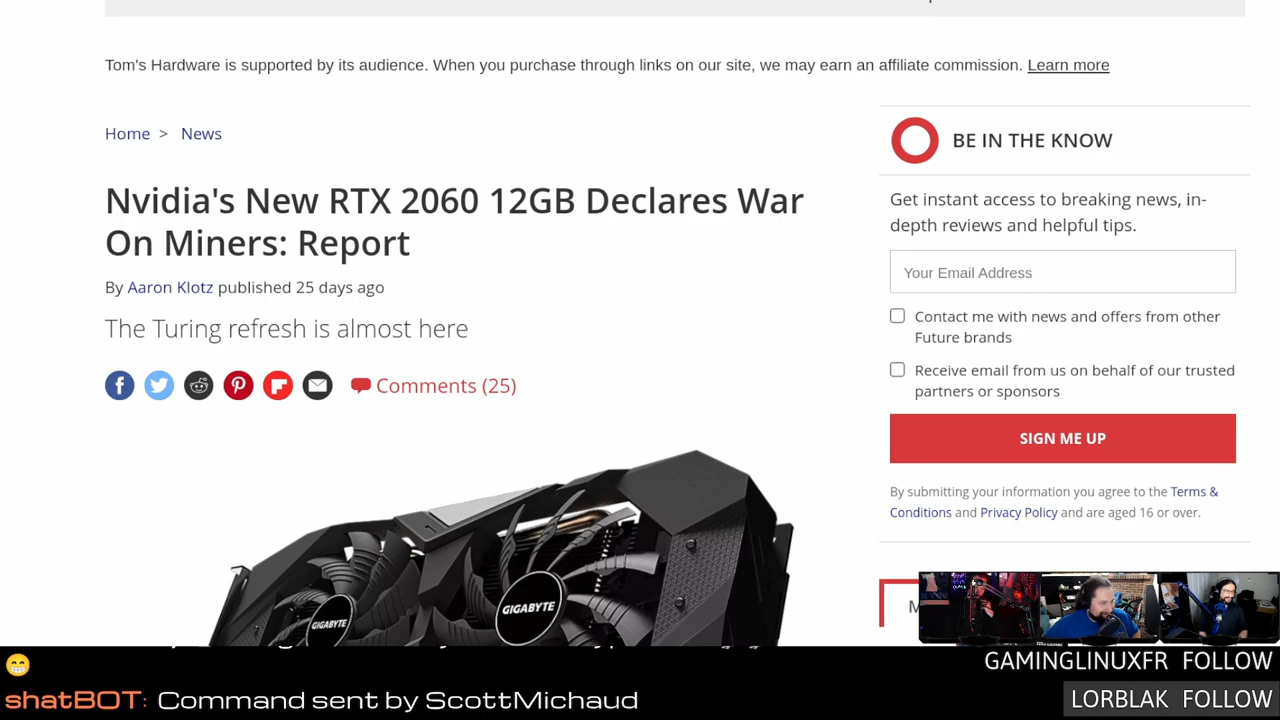 Tom's Hardware is supported by its audience. When you purchase through links on our site, we may earn an affiliate commission. Learn more
Home > News
Nvidia's New RTX 2060 12GB Declares War
On Miners: Report
By Aaron Klotz published 25 days ago
The Turing refresh is almost here
Comments (25)
GIGABYTE
GIGABYTE
BE IN THE KNOW
Get instant access to breaking news, in-
depth reviews and helpful tips.
Your Email Address
Contact me with news and offers from other
Future brands
Receive email from us on behalf of our trusted
partners or sponsors
SIGN ME UP
By submitting your information you agree to the Terms &
Conditions and Privacy Policy and are aged 16 or over.
GAMINGLINUXFR FOLLOW
shatBOT: Command sent by ScottMichaud
LORBLAK FOLLOW